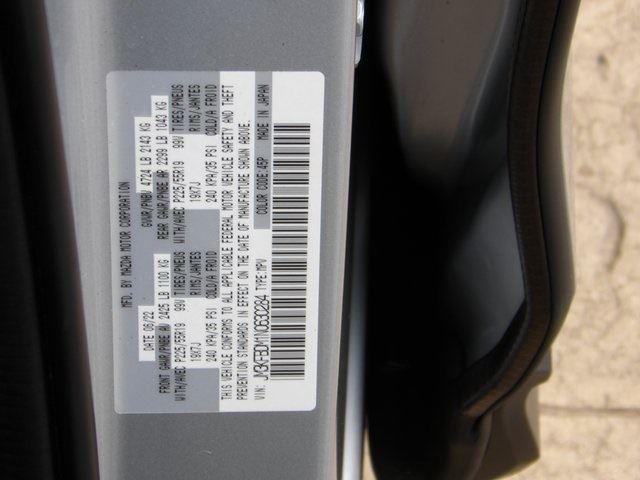 MFD. BY MAZDA MOTOR CORPORATION
DATE 06/22 GVWR/PNBV 4724 LB 2143 KG
FRONT GAWR/PNBE AV 2425 LB 1100 KG REAR GAWR/PNBE AR 2299 LB 1043 KG
WITH/AVEC P225/55R19 99V TIRES/PNEUS WITH/AVEC P225/55R19 99V TIRES/PNEUS
19X7J RIMS/JANTES 19X7J RIMS/JANTES
240 KPA/35 PSI COLD/A FROID 240 KPA/35 PSI COLD/A FROID
THIS VEHICLE CONFORMS TO ALL APPLICABLE FEDERAL MOTOR VEHICLE SAFETY AND THEFT
PREVENTION STANDARDS IN EFFECT ON THE DATE OF MANUFACTURE SHOWN ABOVE.
VIN: TYPE:MPV COLOR CODE:45P MADE IN JAPAN
JM3KFBDM1N0630284